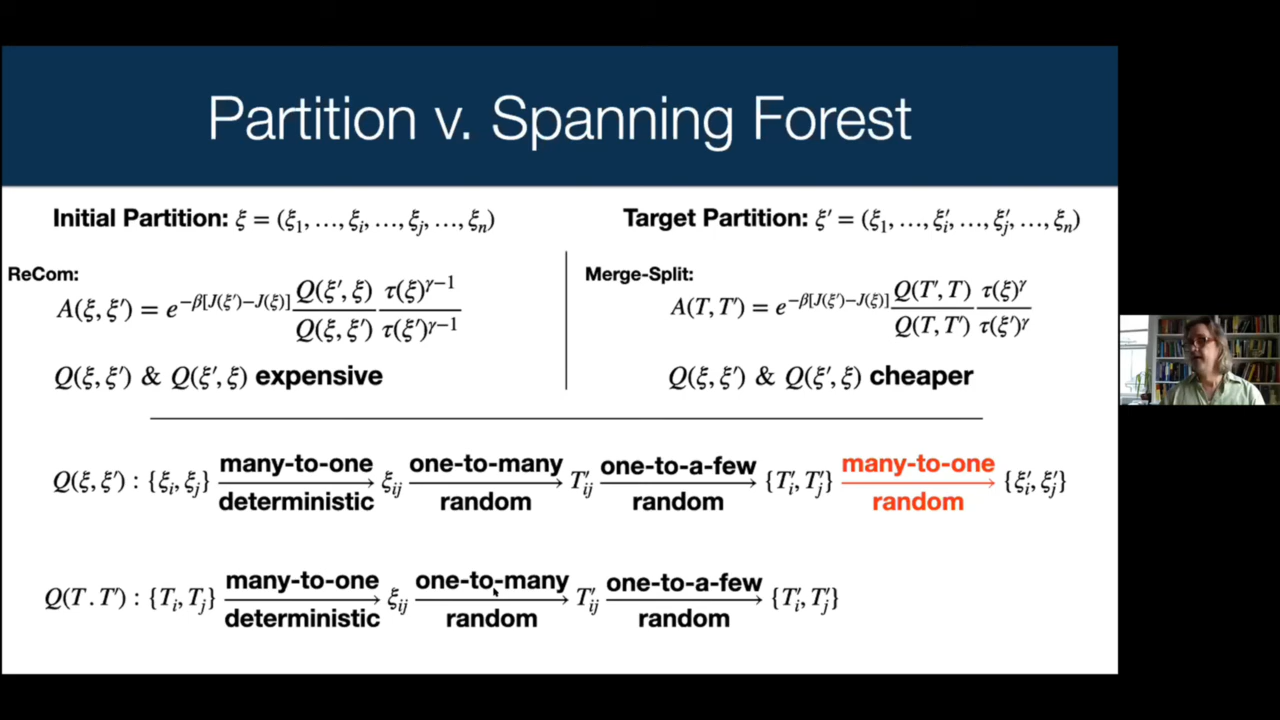 Partition v. Spanning Forest
Initial Partition: ξ = (ξ₁, …, ξᵢ, …, ξⱼ, …, ξₙ)
Target Partition: ξ′ = (ξ₁, …, ξ′ᵢ, …, ξ′ⱼ, …, ξₙ)
ReCom:
A(ξ, ξ′) = e^{−β[J(ξ′)−J(ξ)]} Q(ξ′, ξ)/Q(ξ, ξ′) τ(ξ)^{γ−1}/τ(ξ′)^{γ−1}
Q(ξ, ξ′) & Q(ξ′, ξ) expensive
Merge-Split:
A(T, T′) = e^{−β[J(ξ′)−J(ξ)]} Q(T′, T)/Q(T, T′) τ(ξ)^γ/τ(ξ′)^γ
Q(ξ, ξ′) & Q(ξ′, ξ) cheaper
many-to-one one-to-many one-to-a-few many-to-one
Q(ξ, ξ′) : {ξᵢ, ξⱼ} → ξᵢⱼ → T′ᵢⱼ → {T′ᵢ, T′ⱼ} → {ξ′ᵢ, ξ′ⱼ}
deterministic random random random
many-to-one one-to-many one-to-a-few
Q(T . T′) : {Tᵢ, Tⱼ} → ξᵢⱼ → T′ᵢⱼ → {T′ᵢ, T′ⱼ}
deterministic random random